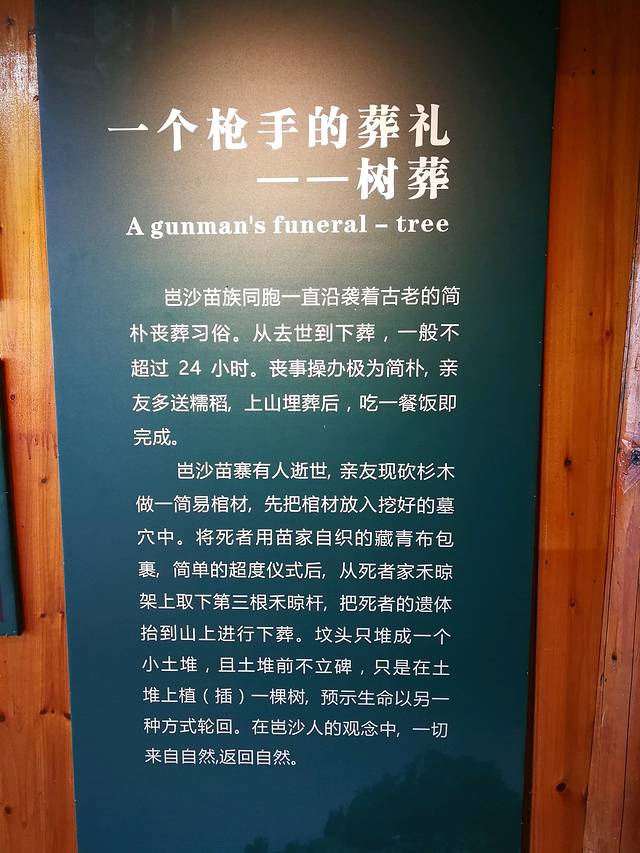 一个枪手的葬礼
——树葬
A gunman's funeral – tree
岜沙苗族同胞一直沿袭着古老的简
朴丧葬习俗。从去世到下葬，一般不
超过 24 小时。丧事操办极为简朴, 亲
友多送糯稻, 上山埋葬后，吃一餐饭即
完成。
岜沙苗寨有人逝世, 亲友现砍杉木
做一简易棺材, 先把棺材放入挖好的墓
穴中。将死者用苗家自织的藏青布包
裹, 简单的超度仪式后, 从死者家禾晾
架上取下第三根禾晾杆, 把死者的遗体
抬到山上进行下葬。坟头只堆成一个
小土堆，且土堆前不立碑，只是在土
堆上植（插）一棵树, 预示生命以另一
种方式轮回。在岜沙人的观念中, 一切
来自自然,返回自然。